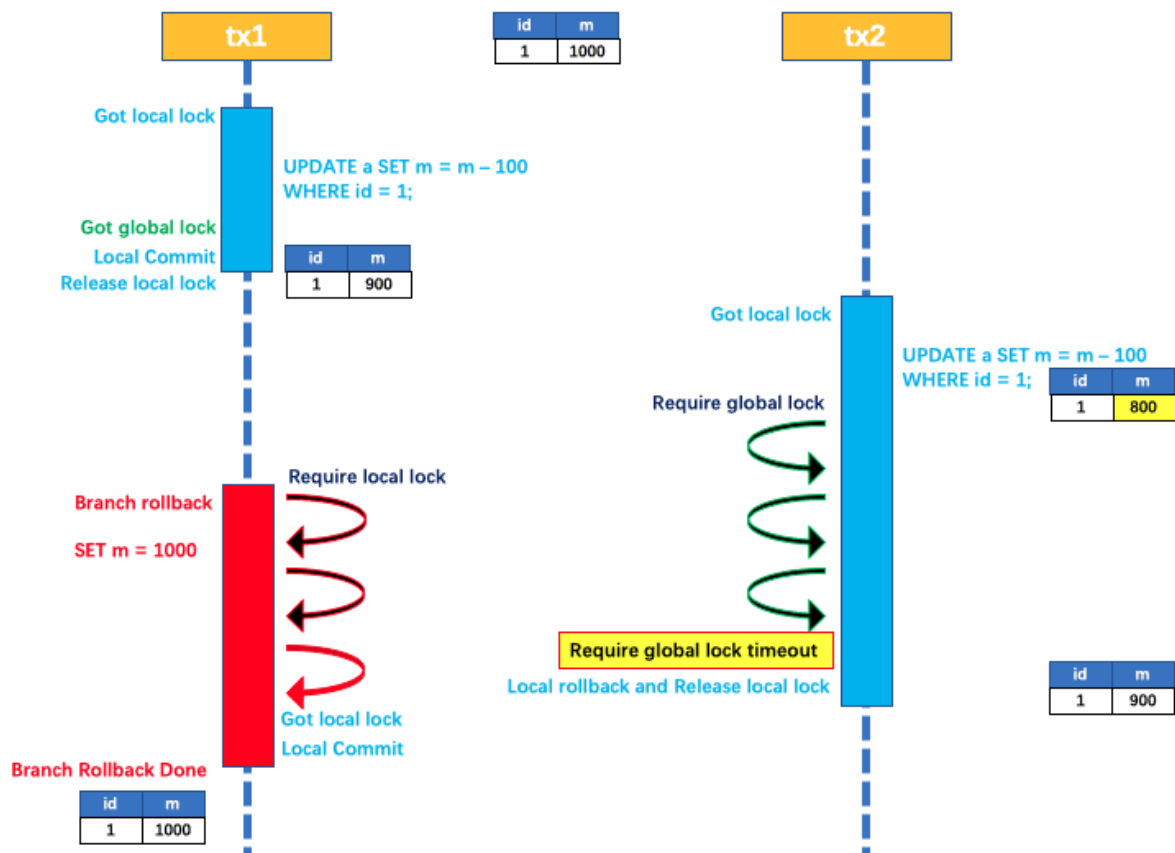 tx1
id m
1 1000
tx2
Got local lock
UPDATE a SET m = m – 100
WHERE id = 1;
Got global lock
Local Commit
Release local lock
id m
1 900
Got local lock
UPDATE a SET m = m – 100
WHERE id = 1;
id m
1 800
Require global lock
Require local lock
Branch rollback
SET m = 1000
Require global lock timeout
Local rollback and Release local lock
id m
1 900
Got local lock
Local Commit
Branch Rollback Done
id m
1 1000